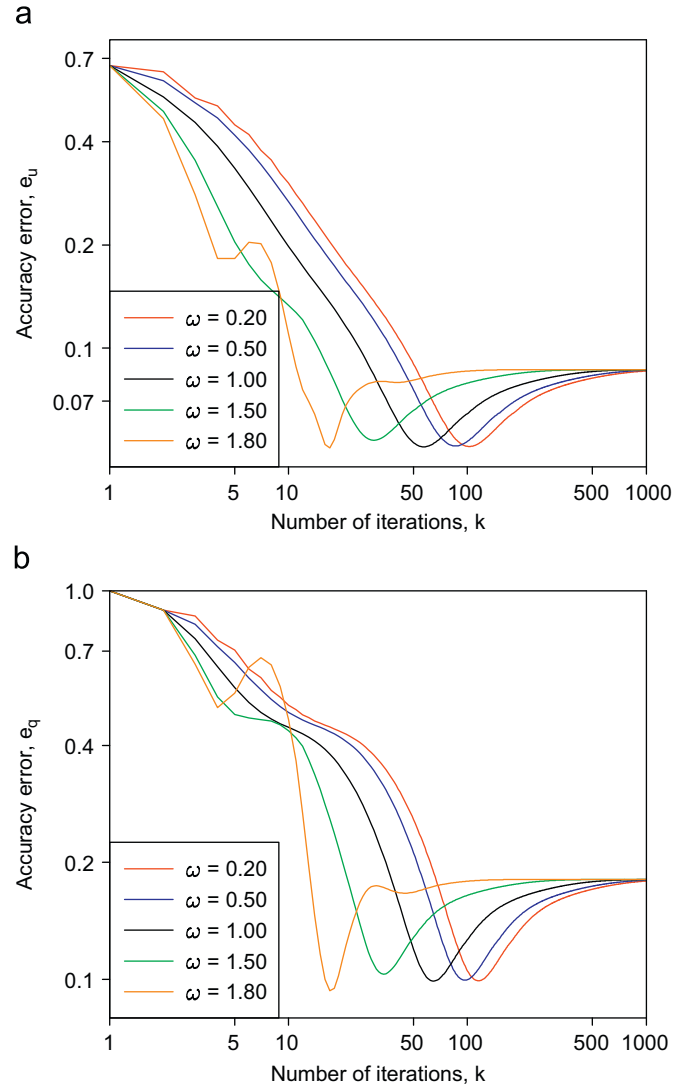 a
0.7
0.4
0.2
0.1
0.07
Accuracy error, e_u
ω = 0.20
ω = 0.50
ω = 1.00
ω = 1.50
ω = 1.80
1 5 10 50 100 500 1000
Number of iterations, k
b
1.0
0.7
0.4
0.2
0.1
Accuracy error, e_q
ω = 0.20
ω = 0.50
ω = 1.00
ω = 1.50
ω = 1.80
1 5 10 50 100 500 1000
Number of iterations, k